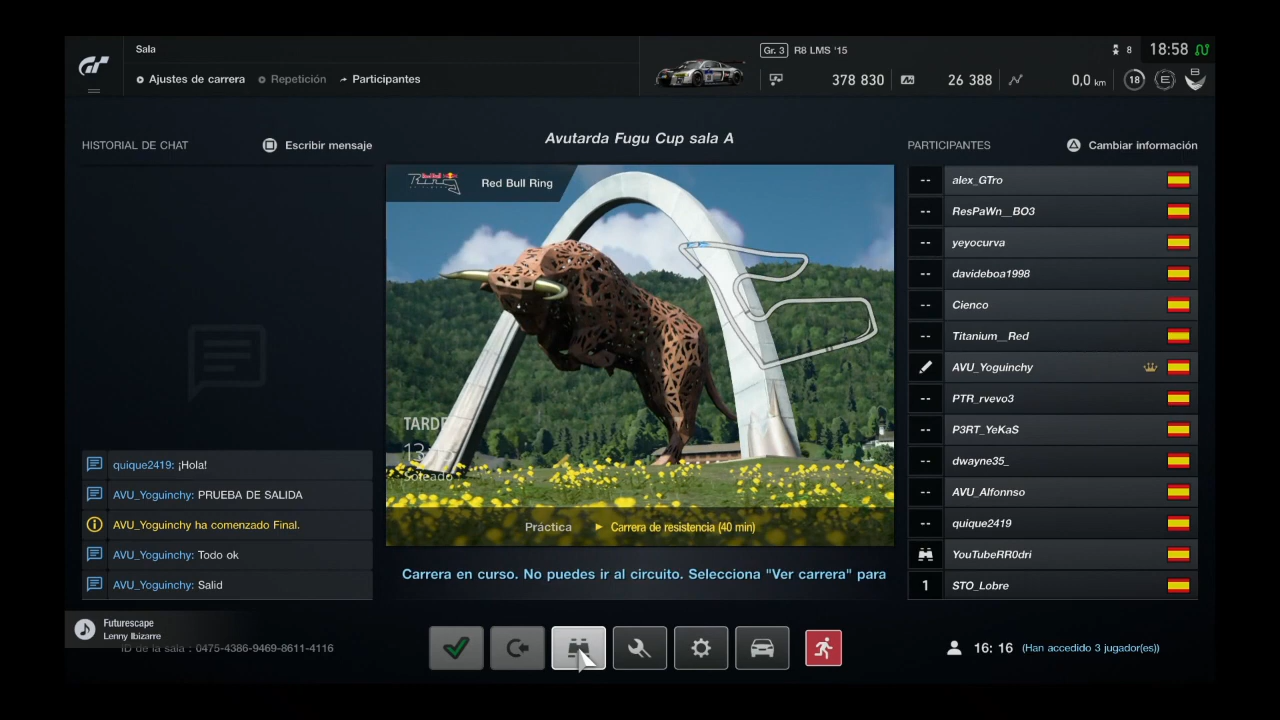 Sala
Ajustes de carrera
Repetición
Participantes
Gr. 3 R8 LMS '15
8
18:58
378 830
26 388
0,0 km
18
E
B
HISTORIAL DE CHAT
Escribir mensaje
Avutarda Fugu Cup sala A
PARTICIPANTES
Cambiar información
Red Bull Ring
TARDE
13
Soleado
Práctica
Carrera de resistencia (40 min)
Carrera en curso. No puedes ir al circuito. Selecciona "Ver carrera" para
quique2419: ¡Hola!
AVU_Yoguinchy: PRUEBA DE SALIDA
AVU_Yoguinchy ha comenzado Final.
AVU_Yoguinchy: Todo ok
AVU_Yoguinchy: Salid
-- alex_GTro
-- ResPaWn__BO3
-- yeyocurva
-- davideboa1998
-- Cienco
-- Titanium__Red
AVU_Yoguinchy
-- PTR_rvevo3
-- P3RT_YeKaS
-- dwayne35_
-- AVU_Alfonnso
-- quique2419
YouTubeRR0dri
1 STO_Lobre
Futurescape
Lenny Ibizarre
ID de la sala : 0475-4386-9469-8611-4116
16: 16 (Han accedido 3 jugador(es))